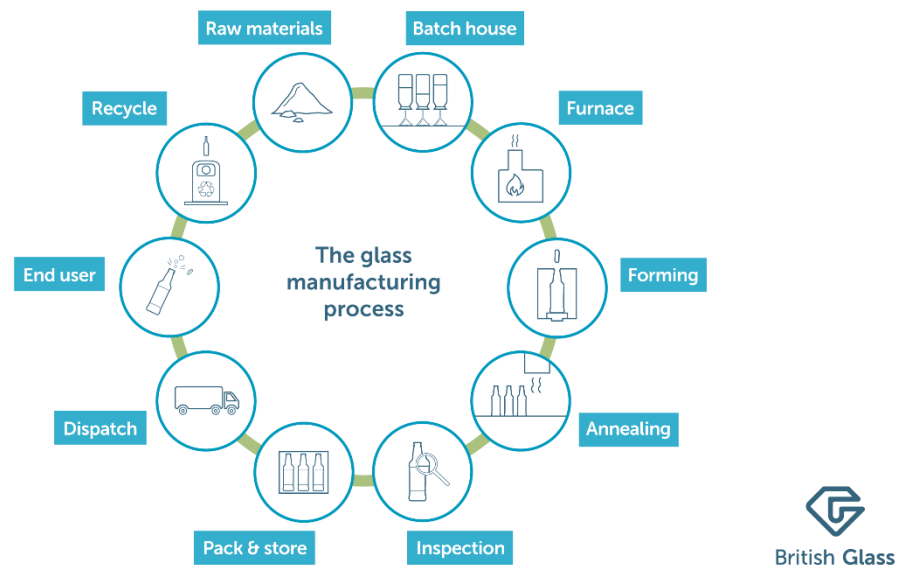 Raw materials
Batch house
Recycle
Furnace
The glass
manufacturing
process
End user
Forming
Dispatch
Annealing
Pack & store
Inspection
British Glass